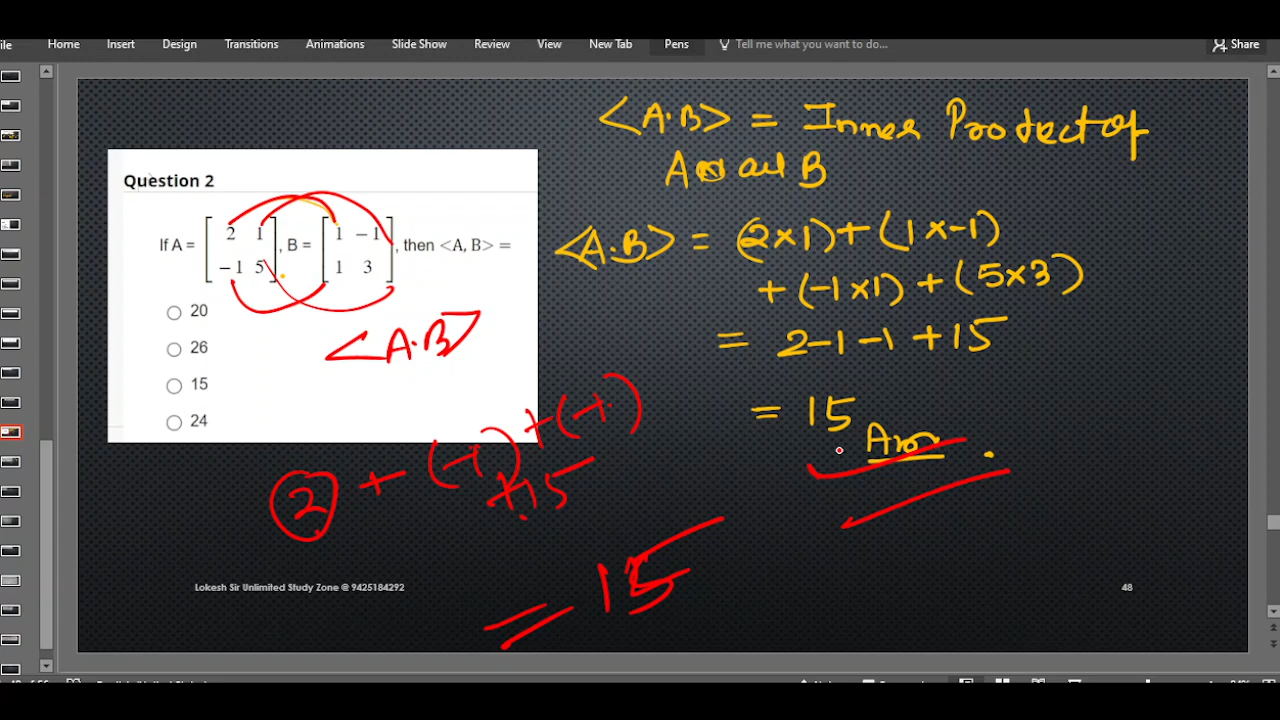 ile Home Insert Design Transitions Animations Slide Show Review View New Tab Pens Tell me what you want to do... Share
<A.B> = Inner Product of
A and B
Question 2
If A = [ 2 1 ], B = [ 1 −1 ], then <A, B> =
[ −1 5 ] [ 1 3 ]
20
26
15
24
<A.B>
<A.B> = (2×1)+(1×-1)
+(-1×1)+(5×3)
= 2-1-1+15
= 15
Ans.
2 + (-1) + (-1)
+15
= 15
Lokesh Sir Unlimited Study Zone @ 9425184292
48